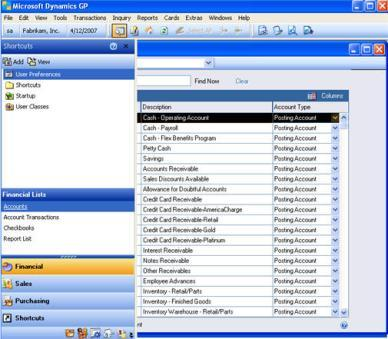 Microsoft Dynamics GP
File Edit View Tools Transactions Inquiry Reports Cards Extras Windows Help
sa Fabrikam, Inc. 4/12/2007 Select All
Shortcuts
Add View
User Preferences
Shortcuts
Startup
User Classes
Financial Lists
Accounts
Account Transactions
Checkbooks
Report List
Financial
Sales
Purchasing
Shortcuts
Find Now Clear
Columns
Description Account Type
Cash - Operating Account Posting Account
Cash - Payroll Posting Account
Cash - Flex Benefits Program Posting Account
Petty Cash Posting Account
Savings Posting Account
Accounts Receivable Posting Account
Sales Discounts Available Posting Account
Allowance for Doubtful Accounts Posting Account
Credit Card Receivable Posting Account
Credit Card Receivable-AmericaCharge Posting Account
Credit Card Receivable-Retail Posting Account
Credit Card Receivable-Gold Posting Account
Credit Card Receivable-Platinum Posting Account
Interest Receivable Posting Account
Notes Receivable Posting Account
Other Receivables Posting Account
Employee Advances Posting Account
Inventory - Retail/Parts Posting Account
Inventory - Finished Goods Posting Account
Inventory Warehouse - Retail/Parts Posting Account